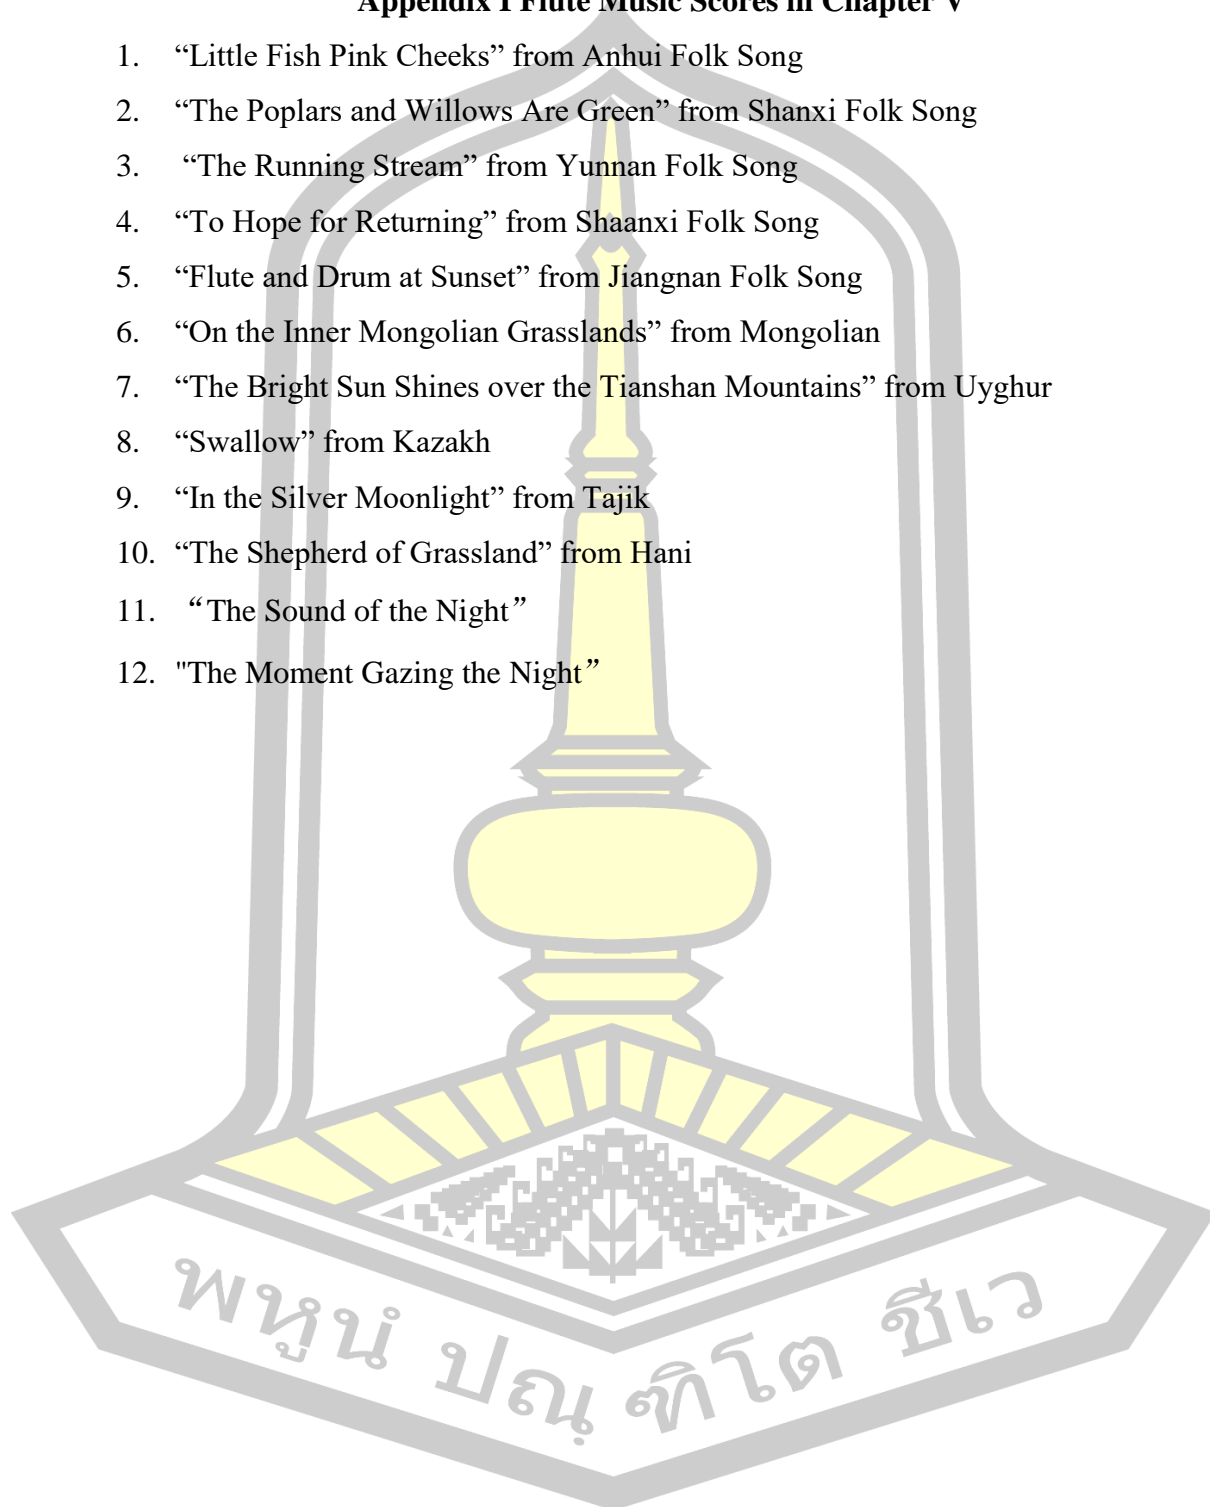 Appendix I Flute Music Scores in Chapter V
1. “Little Fish Pink Cheeks” from Anhui Folk Song
2. “The Poplars and Willows Are Green” from Shanxi Folk Song
3. “The Running Stream” from Yunnan Folk Song
4. “To Hope for Returning” from Shaanxi Folk Song
5. “Flute and Drum at Sunset” from Jiangnan Folk Song
6. “On the Inner Mongolian Grasslands” from Mongolian
7. “The Bright Sun Shines over the Tianshan Mountains” from Uyghur
8. “Swallow” from Kazakh
9. “In the Silver Moonlight” from Tajik
10. “The Shepherd of Grassland” from Hani
11. “The Sound of the Night”
12. "The Moment Gazing the Night”
พหูนํ ปณฺฑิโต ชีเว